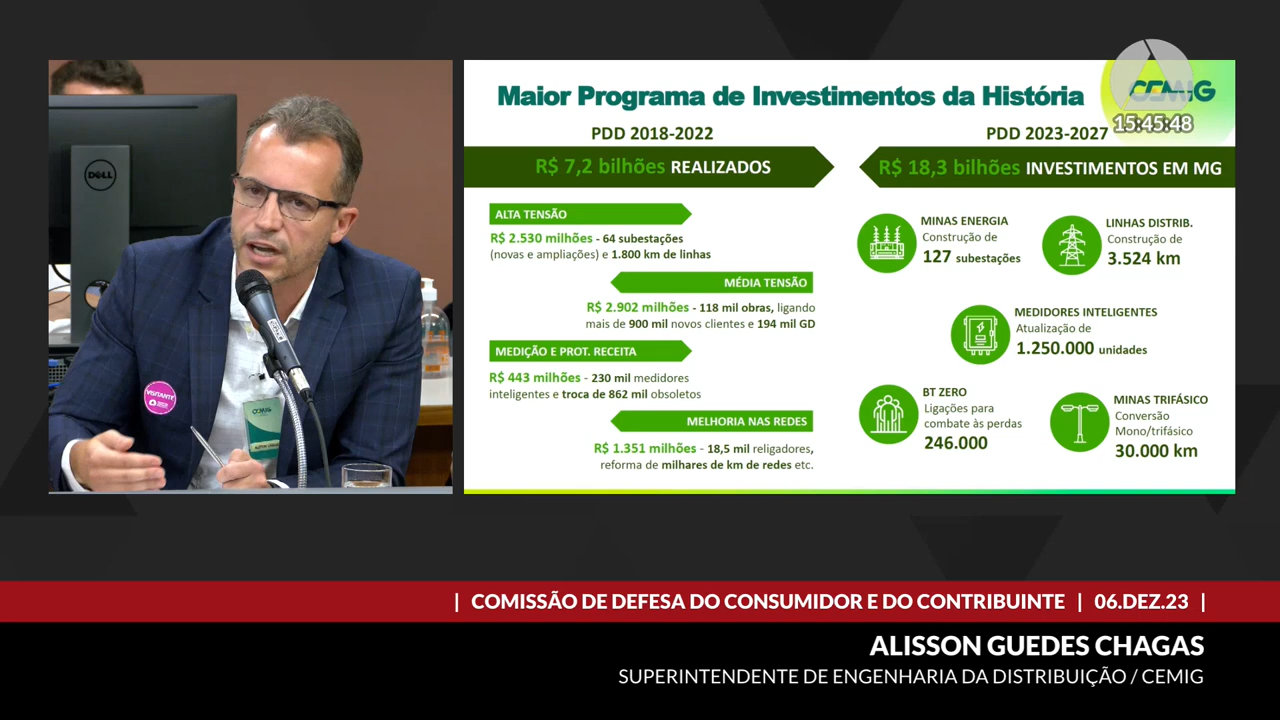 DELL
VISITANTE
CEMIG
Maior Programa de Investimentos da História
CEMIG
15:45:48
PDD 2018-2022
R$ 7,2 bilhões REALIZADOS
ALTA TENSÃO
R$ 2.530 milhões - 64 subestações
(novas e ampliações) e 1.800 km de linhas
MÉDIA TENSÃO
R$ 2.902 milhões - 118 mil obras, ligando
mais de 900 mil novos clientes e 194 mil GD
MEDIÇÃO E PROT. RECEITA
R$ 443 milhões - 230 mil medidores
inteligentes e troca de 862 mil obsoletos
MELHORIA NAS REDES
R$ 1.351 milhões - 18,5 mil religadores,
reforma de milhares de km de redes etc.
PDD 2023-2027
R$ 18,3 bilhões INVESTIMENTOS EM MG
MINAS ENERGIA
Construção de
127 subestações
LINHAS DISTRIB.
Construção de
3.524 km
MEDIDORES INTELIGENTES
Atualização de
1.250.000 unidades
BT ZERO
Ligações para
combate às perdas
246.000
MINAS TRIFÁSICO
Conversão
Mono/trifásico
30.000 km
| COMISSÃO DE DEFESA DO CONSUMIDOR E DO CONTRIBUINTE | 06.DEZ.23 |
ALISSON GUEDES CHAGAS
SUPERINTENDENTE DE ENGENHARIA DA DISTRIBUIÇÃO / CEMIG